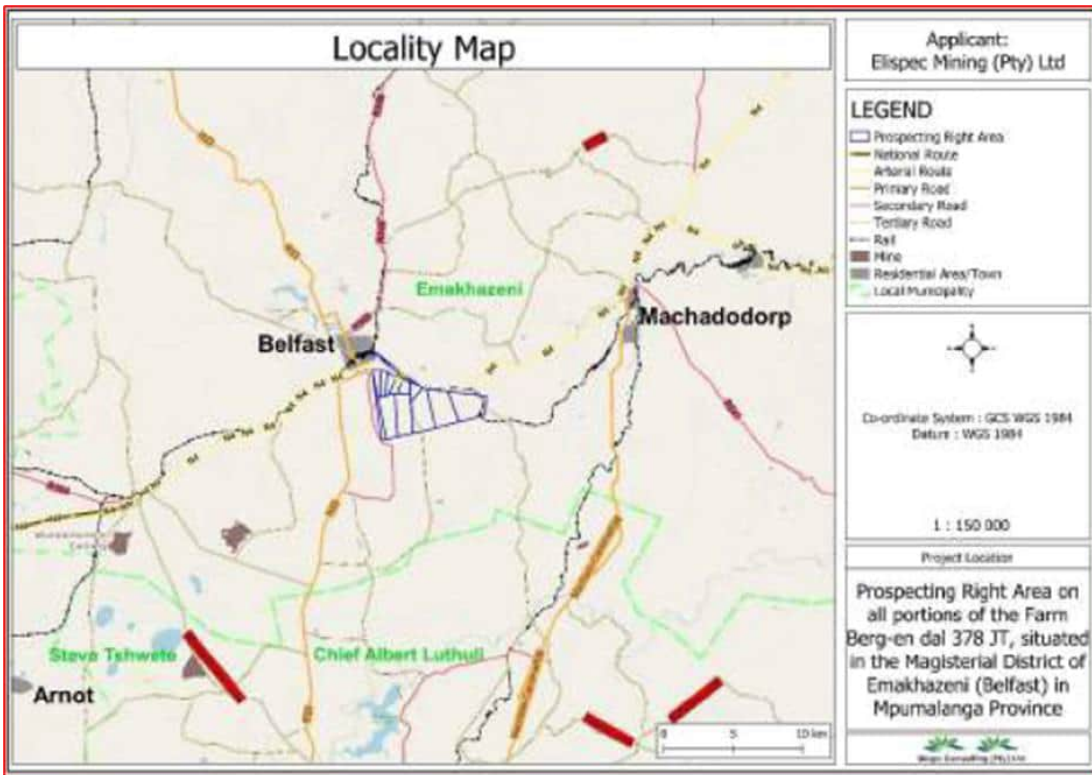 Locality Map
Applicant:
Elispec Mining (Pty) Ltd
LEGEND
Prospecting Right Area
National Route
Arterial Route
Primary Road
Secondary Road
Tertiary Road
Rail
Mine
Residential Area/Town
Local Municipality
Emakhazeni
Belfast
Machadodorp
Steve Tshwete
Chief Albert Luthuli
Arnot
N4
0 5 10 km
Co-ordinate System : GCS WGS 1984
Datum : WGS 1984
1 : 150 000
Project Location
Prospecting Right Area on
all portions of the Farm
Berg-en dal 378 JT, situated
in the Magisterial District of
Emakhazeni (Belfast) in
Mpumalanga Province